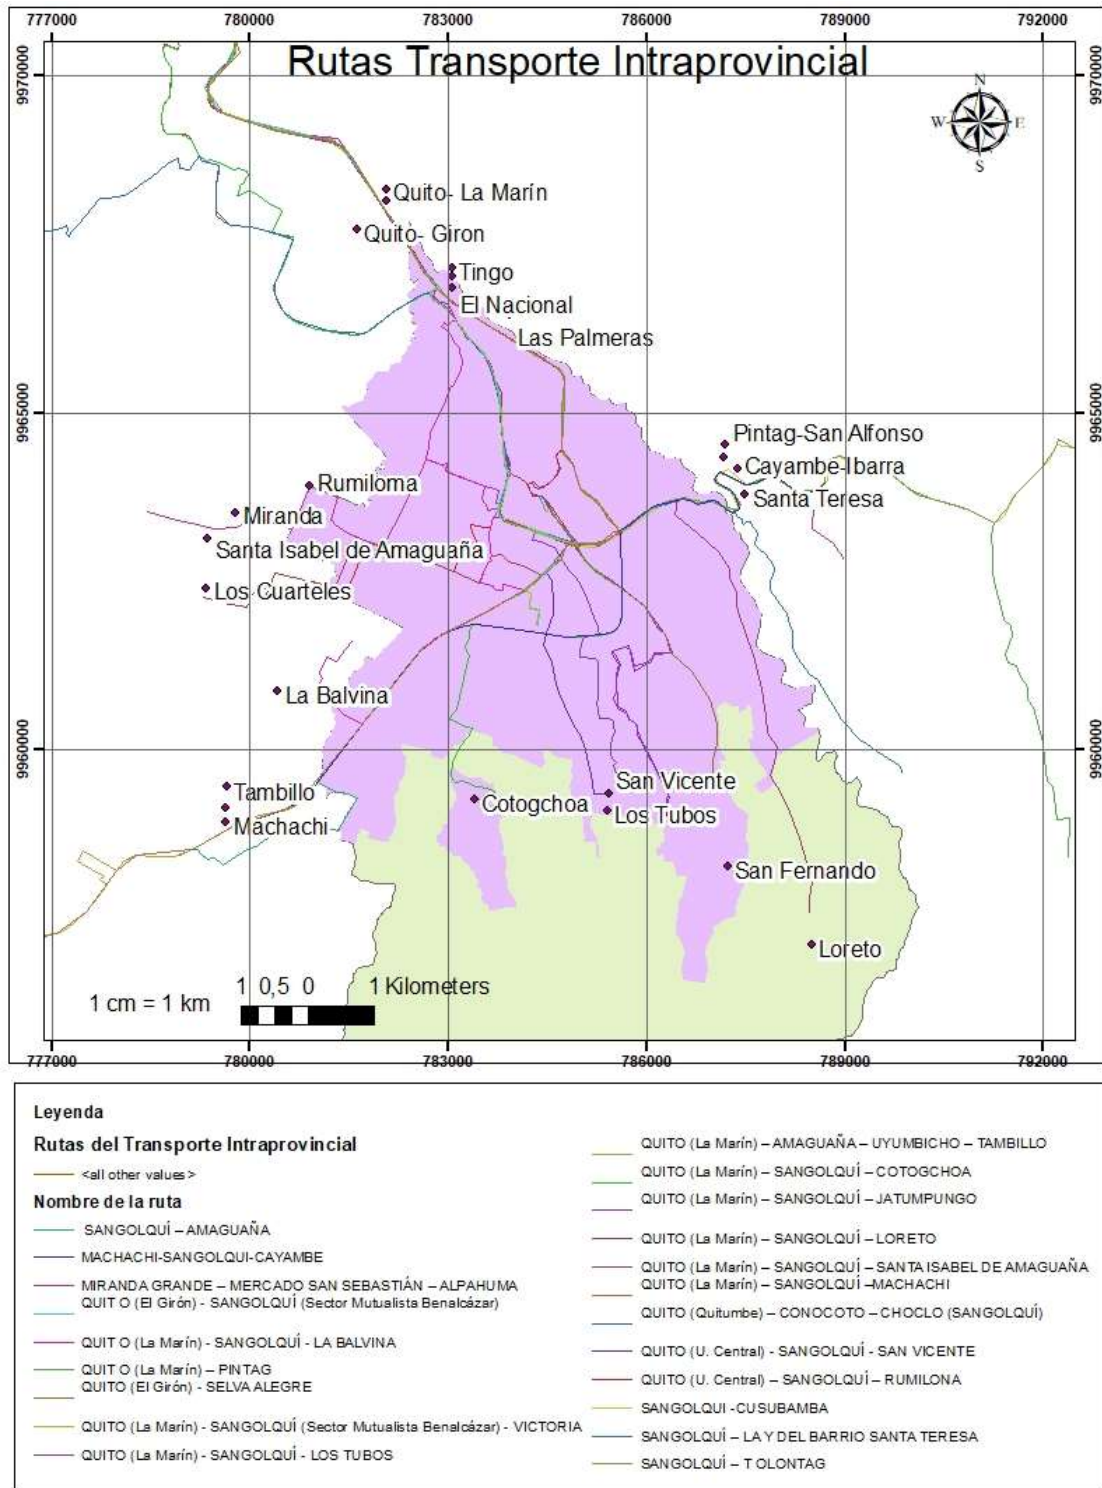 777000 780000 783000 786000 789000 792000
Rutas Transporte Intraprovincial
9970000 9970000
N
W E
S
Quito- La Marín
Quito- Giron
Tingo
El Nacional
Las Palmeras
9965000 9965000
Pintag-San Alfonso
Cayambe-Ibarra
Santa Teresa
Rumiloma
Miranda
Santa Isabel de Amaguaña
Los Cuarteles
La Balvina
9960000 9960000
Tambillo
Machachi
Cotogchoa
San Vicente
Los Tubos
San Fernando
Loreto
1 cm = 1 km
1 0,5 0 1 Kilometers
777000 780000 783000 786000 789000 792000
Leyenda
Rutas del Transporte Intraprovincial
<all other values>
Nombre de la ruta
SANGOLQUÍ – AMAGUAÑA
MACHACHI-SANGOLQUI-CAYAMBE
MIRANDA GRANDE – MERCADO SAN SEBASTIÁN – ALPAHUMA
QUIT O (El Girón) - SANGOLQUÍ (Sector Mutualista Benalcázar)
QUIT O (La Marín) - SANGOLQUÍ - LA BALVINA
QUIT O (La Marín) – PINTAG
QUITO (El Girón) - SELVA ALEGRE
QUITO (La Marín) - SANGOLQUÍ (Sector Mutualista Benalcázar) - VICTORIA
QUITO (La Marín) - SANGOLQUÍ - LOS TUBOS
QUITO (La Marín) – AMAGUAÑA – UYUMBICHO – TAMBILLO
QUITO (La Marín) – SANGOLQUÍ – COTOGCHOA
QUITO (La Marín) – SANGOLQUÍ – JATUMPUNGO
QUITO (La Marín) – SANGOLQUÍ – LORETO
QUITO (La Marín) – SANGOLQUÍ – SANTA ISABEL DE AMAGUAÑA
QUITO (La Marín) – SANGOLQUÍ –MACHACHI
QUITO (Quitumbe) – CONOCOTO – CHOCLO (SANGOLQUÍ)
QUITO (U. Central) - SANGOLQUÍ - SAN VICENTE
QUITO (U. Central) – SANGOLQUÍ – RUMILONA
SANGOLQUI -CUSUBAMBA
SANGOLQUÍ – LA Y DEL BARRIO SANTA TERESA
SANGOLQUÍ – T OLONTAG